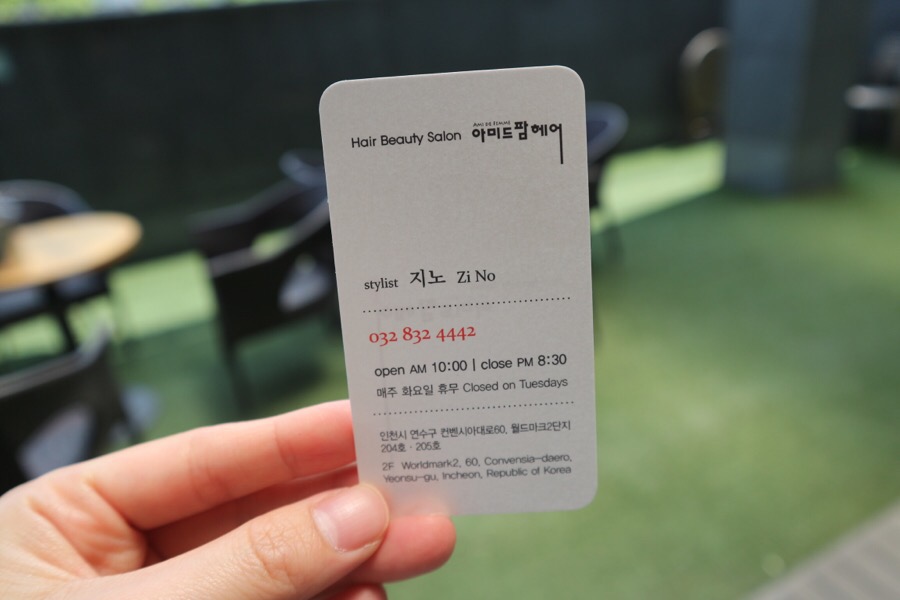 Hair Beauty Salon 아미드팜헤어
stylist 지노 Zi No
032 832 4442
open AM 10:00 | close PM 8:30
매주 화요일 휴무 Closed on Tuesdays
인천시 연수구 컨벤시아대로60, 월드마크2단지
204호 · 205호
2F Worldmark2, 60, Convensia-daero,
Yeonsu-gu, Incheon, Republic of Korea